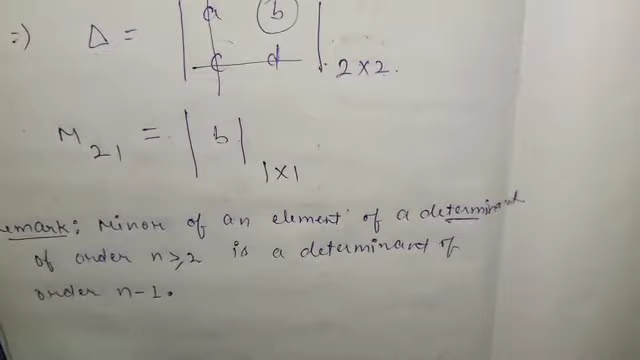 =) Δ = | a b |
| c d | 2×2.
M21 = | b | 1×1
emark: Minor of an element of a determinant
of order n≥2 is a determinant of
order n-1.